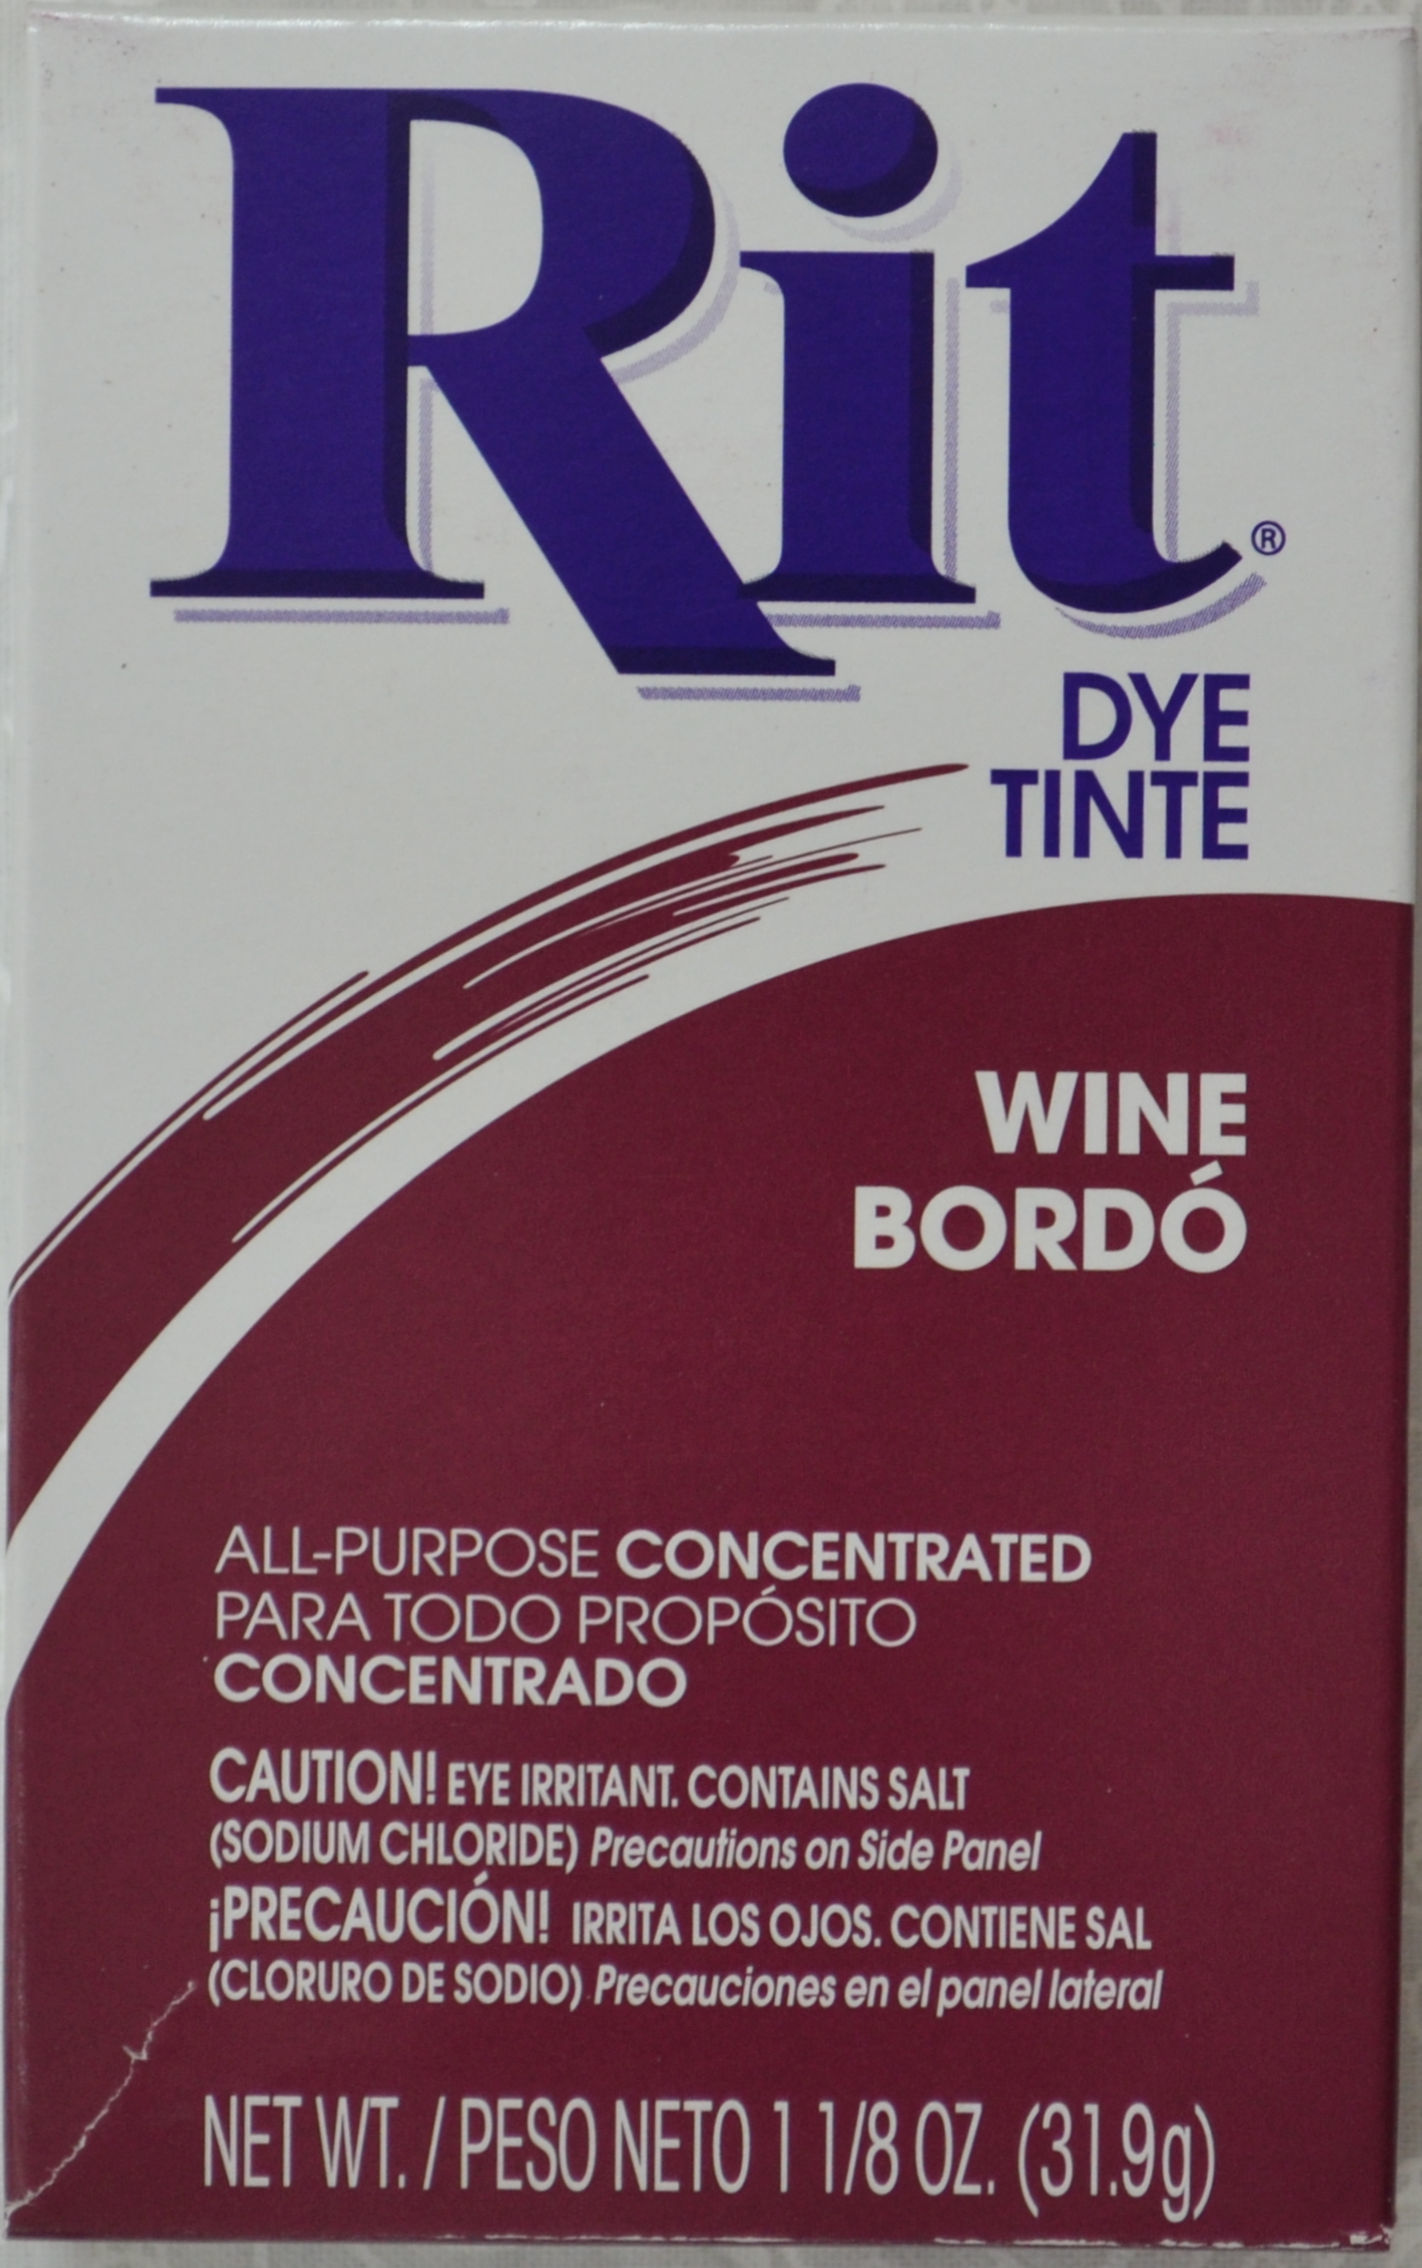 Rit®
DYE
TINTE
WINE
BORDÓ
ALL-PURPOSE CONCENTRATED
PARA TODO PROPÓSITO
CONCENTRADO
CAUTION! EYE IRRITANT. CONTAINS SALT
(SODIUM CHLORIDE) Precautions on Side Panel
¡PRECAUCIÓN! IRRITA LOS OJOS. CONTIENE SAL
(CLORURO DE SODIO) Precauciones en el panel lateral
NET WT. / PESO NETO 1 1/8 OZ. (31.9g)